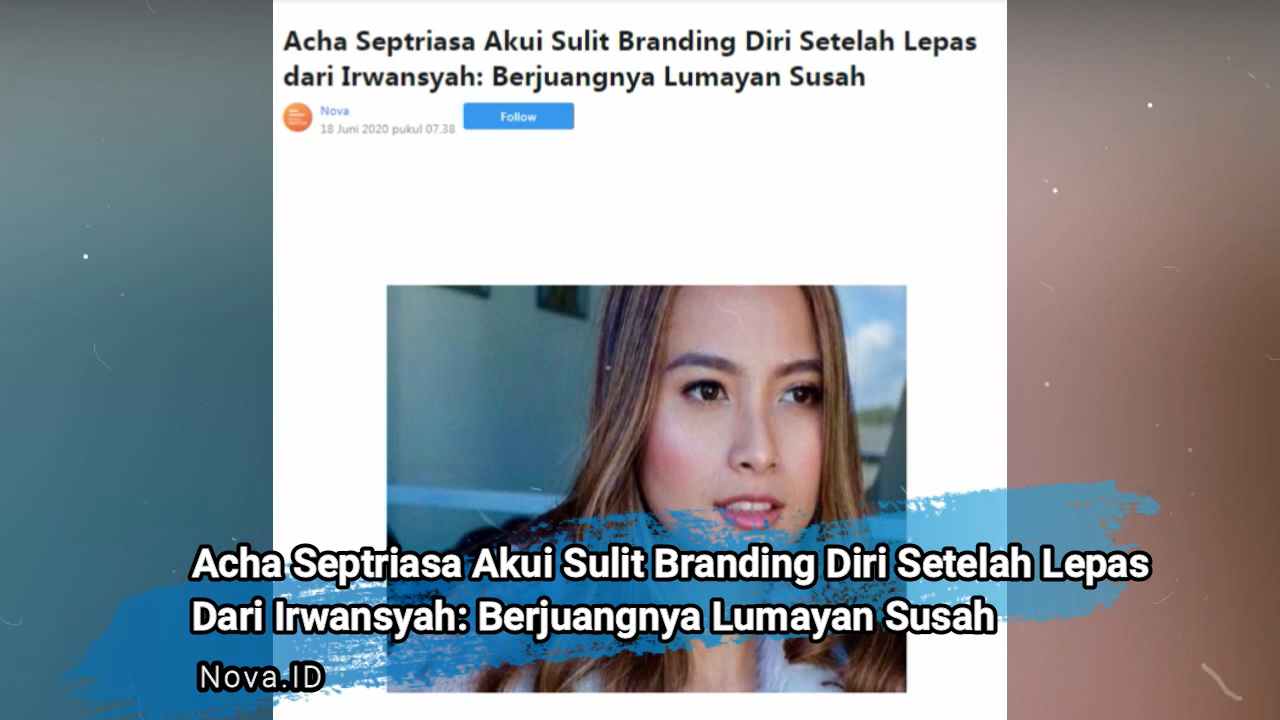 Acha Septriasa Akui Sulit Branding Diri Setelah Lepas
dari Irwansyah: Berjuangnya Lumayan Susah
Nova
18 Juni 2020 pukul 07.38
Follow
Acha Septriasa Akui Sulit Branding Diri Setelah Lepas
Dari Irwansyah: Berjuangnya Lumayan Susah
Nova.ID